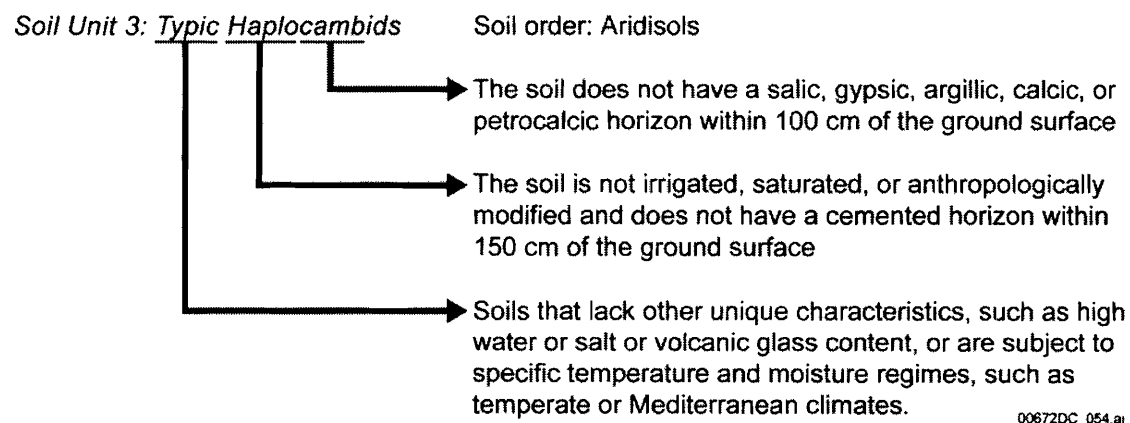 Soil Unit 3: Typic Haplocambids Soil order: Aridisols
The soil does not have a salic, gypsic, argillic, calcic, or
petrocalcic horizon within 100 cm of the ground surface
The soil is not irrigated, saturated, or anthropologically
modified and does not have a cemented horizon within
150 cm of the ground surface
Soils that lack other unique characteristics, such as high
water or salt or volcanic glass content, or are subject to
specific temperature and moisture regimes, such as
temperate or Mediterranean climates.
00672DC_054.ai